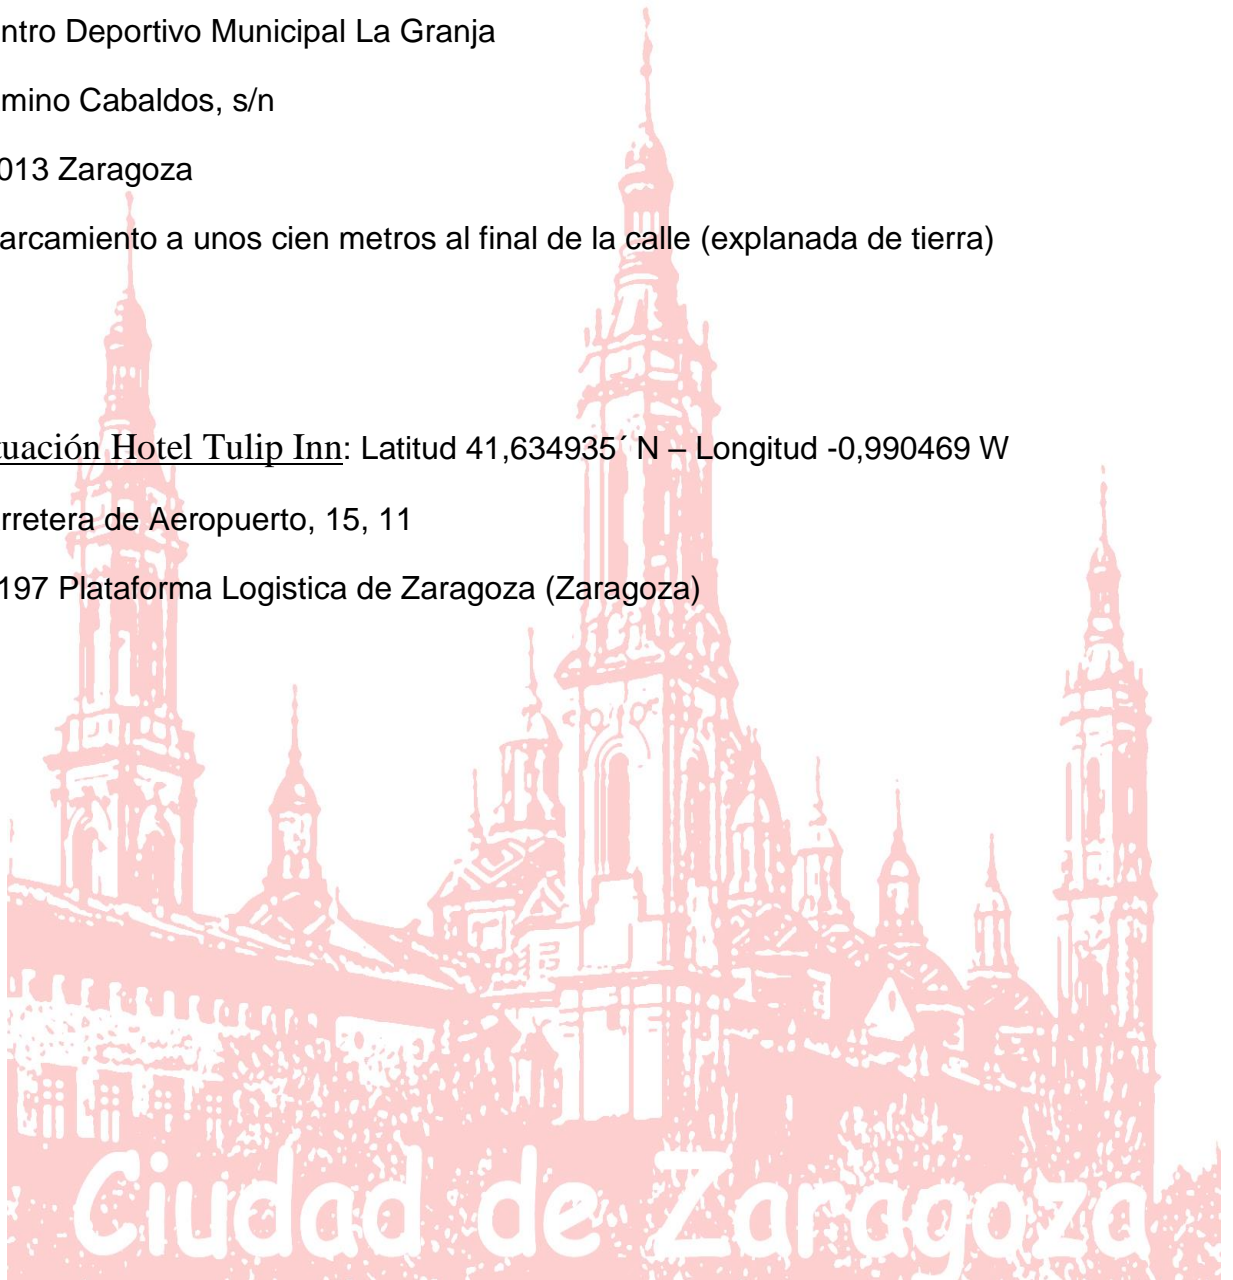 ntro Deportivo Municipal La Granja
mino Cabaldos, s/n
013 Zaragoza
arcamiento a unos cien metros al final de la calle (explanada de tierra)
tuación Hotel Tulip Inn: Latitud 41,634935´ N – Longitud -0,990469 W
rretera de Aeropuerto, 15, 11
197 Plataforma Logistica de Zaragoza (Zaragoza)
Ciudad de Zaragoza